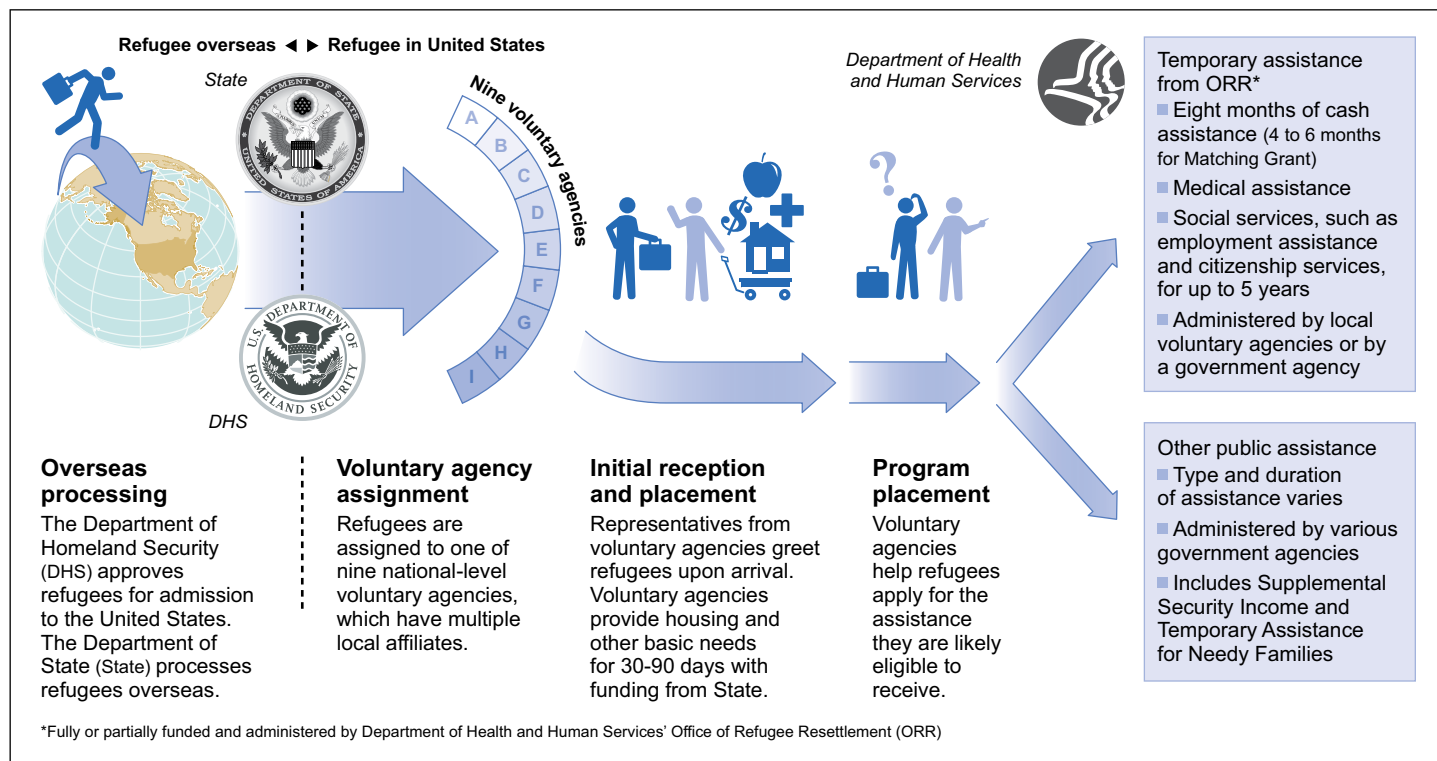 Refugee overseas ◄ ► Refugee in United States
State
DEPARTMENT OF STATE
UNITED STATES OF AMERICA
U.S. DEPARTMENT OF
HOMELAND SECURITY
DHS
Nine voluntary agencies
A
B
C
D
E
F
G
H
I
Department of Health
and Human Services
$
?
Overseas
processing
The Department of
Homeland Security
(DHS) approves
refugees for admission
to the United States.
The Department of
State (State) processes
refugees overseas.
Voluntary agency
assignment
Refugees are
assigned to one of
nine national-level
voluntary agencies,
which have multiple
local affiliates.
Initial reception
and placement
Representatives from
voluntary agencies greet
refugees upon arrival.
Voluntary agencies
provide housing and
other basic needs
for 30-90 days with
funding from State.
Program
placement
Voluntary
agencies
help refugees
apply for the
assistance
they are likely
eligible to
receive.
Temporary assistance
from ORR*
■ Eight months of cash
assistance (4 to 6 months
for Matching Grant)
■ Medical assistance
■ Social services, such as
employment assistance
and citizenship services,
for up to 5 years
■ Administered by local
voluntary agencies or by
a government agency
Other public assistance
■ Type and duration
of assistance varies
■ Administered by various
government agencies
■ Includes Supplemental
Security Income and
Temporary Assistance
for Needy Families
*Fully or partially funded and administered by Department of Health and Human Services’ Office of Refugee Resettlement (ORR)